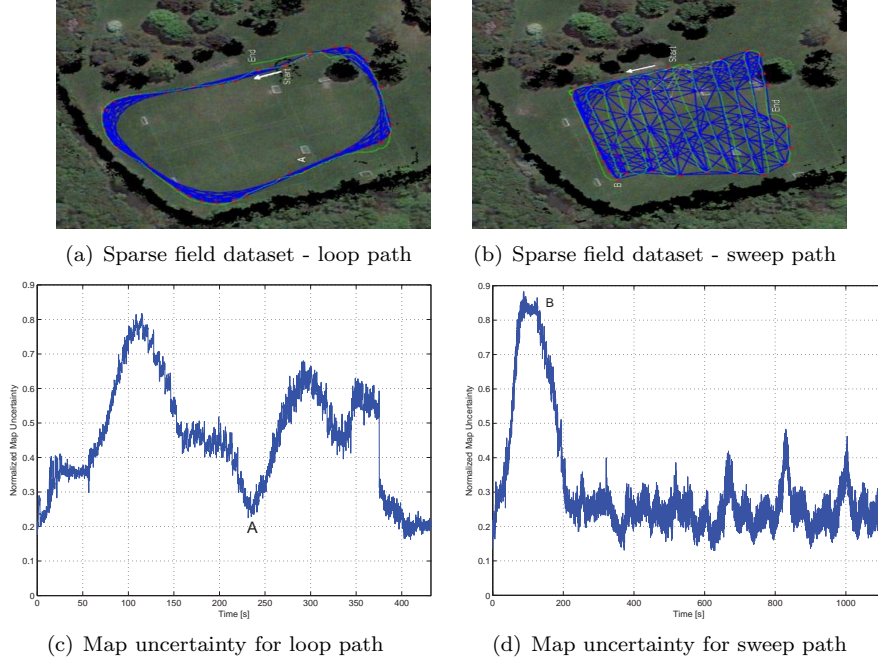 End
Start
A
Start
End
B
(a) Sparse field dataset - loop path
(b) Sparse field dataset - sweep path
0.9
0.8
0.7
0.6
0.5
0.4
0.3
0.2
0.1
0
Normalized Map Uncertainty
A
0 50 100 150 200 250 300 350 400
Time [s]
0.9
0.8
0.7
0.6
0.5
0.4
0.3
0.2
0.1
0
Normalized Map Uncertainty
B
0 200 400 600 800 1000
Time [s]
(c) Map uncertainty for loop path
(d) Map uncertainty for sweep path